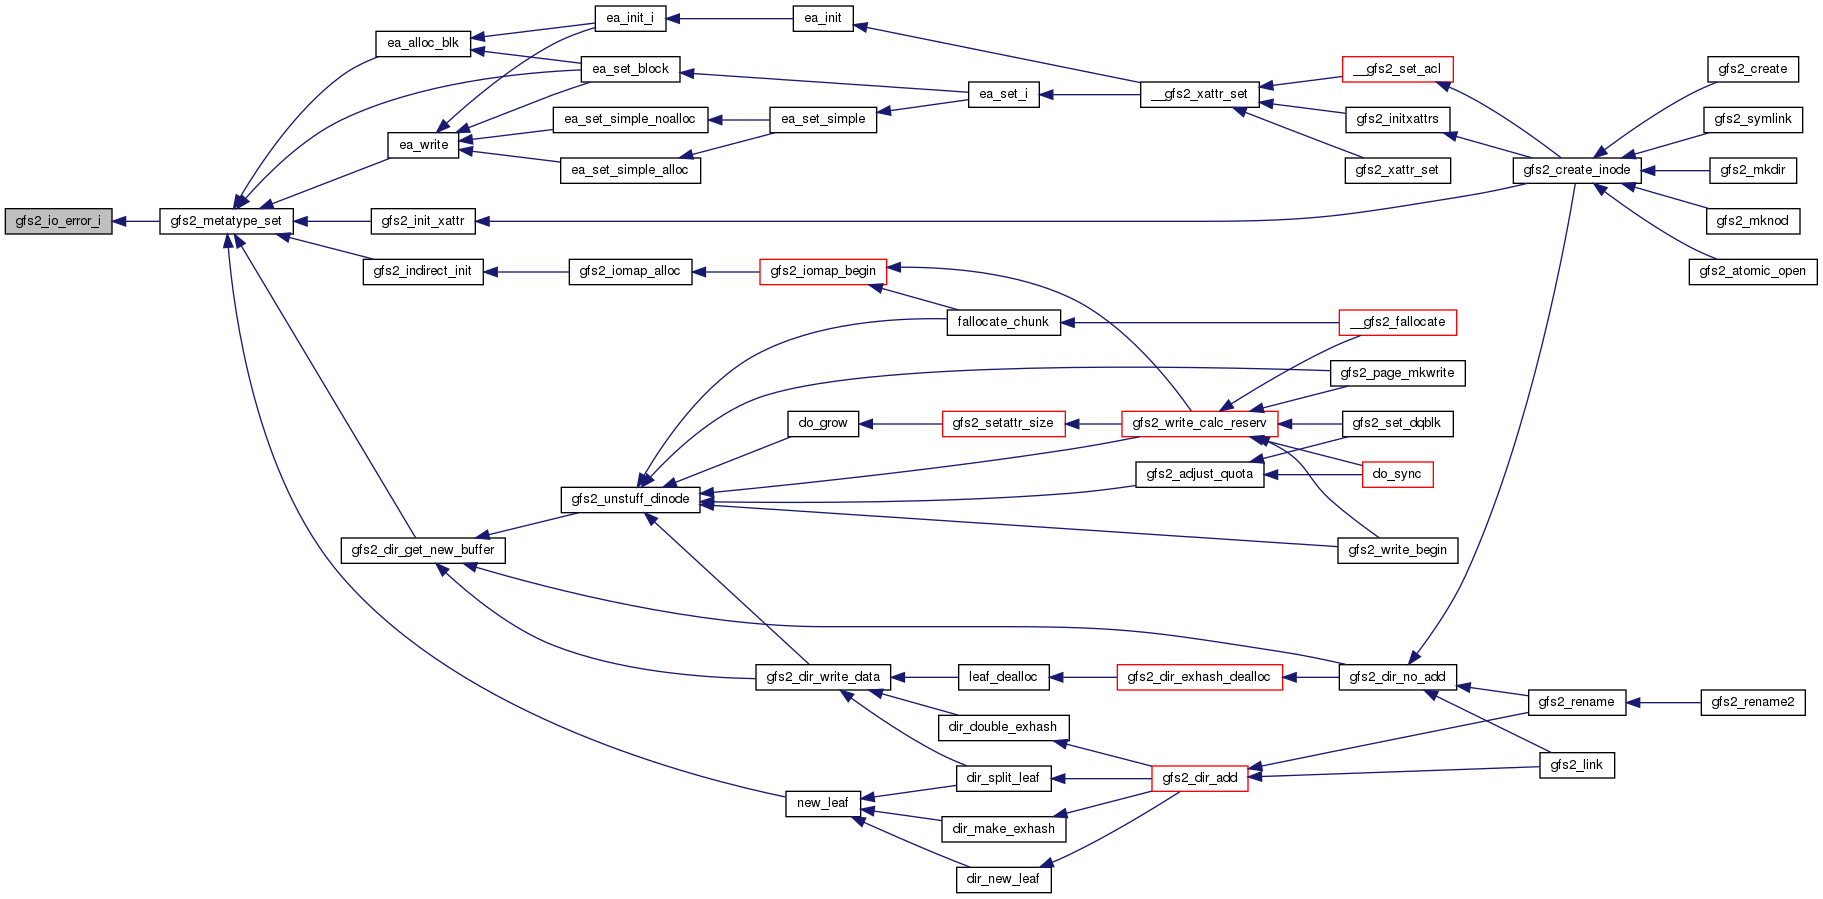 ea_init_i
ea_init
ea_alloc_blk
ea_set_block
__gfs2_set_acl
gfs2_create
ea_set_i
__gfs2_xattr_set
ea_set_simple_noalloc
ea_set_simple
gfs2_initxattrs
gfs2_symlink
ea_write
ea_set_simple_alloc
gfs2_xattr_set
gfs2_create_inode
gfs2_mkdir
gfs2_io_error_i
gfs2_metatype_set
gfs2_init_xattr
gfs2_mknod
gfs2_indirect_init
gfs2_iomap_alloc
gfs2_iomap_begin
gfs2_atomic_open
fallocate_chunk
__gfs2_fallocate
gfs2_page_mkwrite
do_grow
gfs2_setattr_size
gfs2_write_calc_reserv
gfs2_set_dqblk
gfs2_adjust_quota
do_sync
gfs2_unstuff_dinode
gfs2_dir_get_new_buffer
gfs2_write_begin
gfs2_dir_write_data
leaf_dealloc
gfs2_dir_exhash_dealloc
gfs2_dir_no_add
gfs2_rename
gfs2_rename2
dir_double_exhash
gfs2_link
dir_split_leaf
gfs2_dir_add
new_leaf
dir_make_exhash
dir_new_leaf